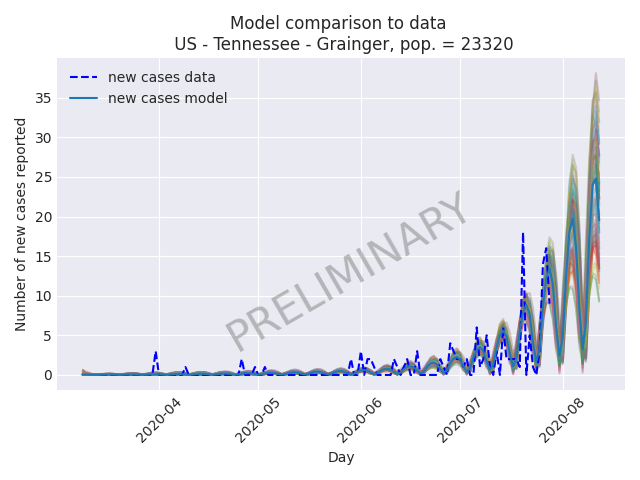 Model comparison to data
US - Tennessee - Grainger, pop. = 23320
new cases data
new cases model
PRELIMINARY
Number of new cases reported
35
30
25
20
15
10
5
0
2020-04
2020-05
2020-06
2020-07
2020-08
Day